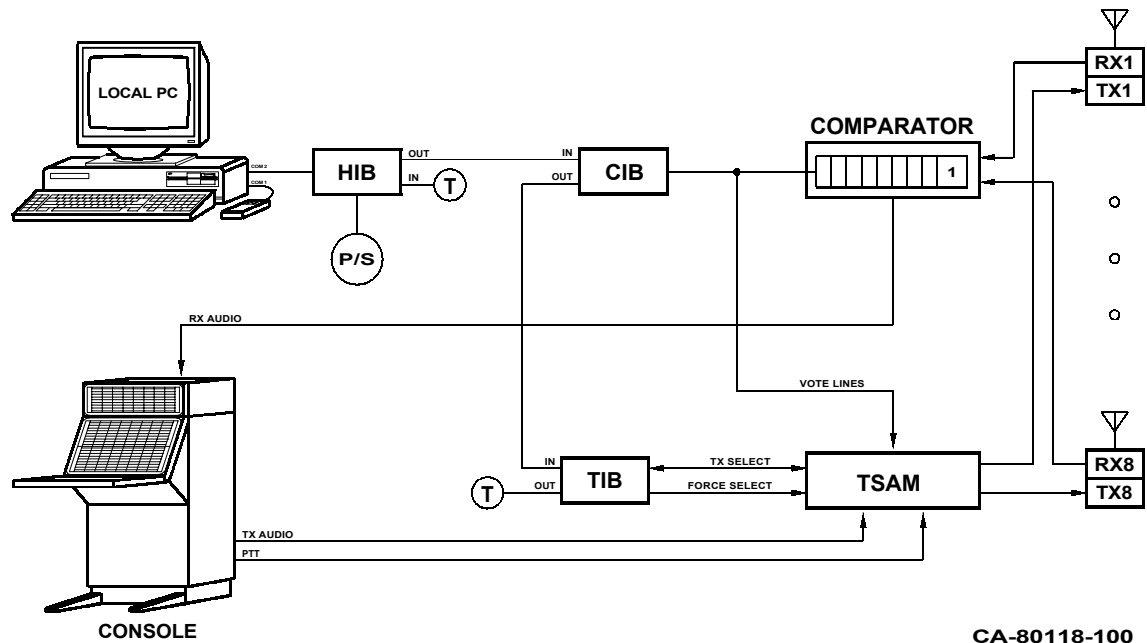 LOCAL PC
COM 2
COM 1
HIB
OUT
IN
T
P/S
IN
OUT
CIB
COMPARATOR
1
RX1
TX1
RX AUDIO
VOTE LINES
IN
OUT
T
TIB
TX SELECT
FORCE SELECT
TSAM
RX8
TX8
TX AUDIO
PTT
CONSOLE
CA-80118-100